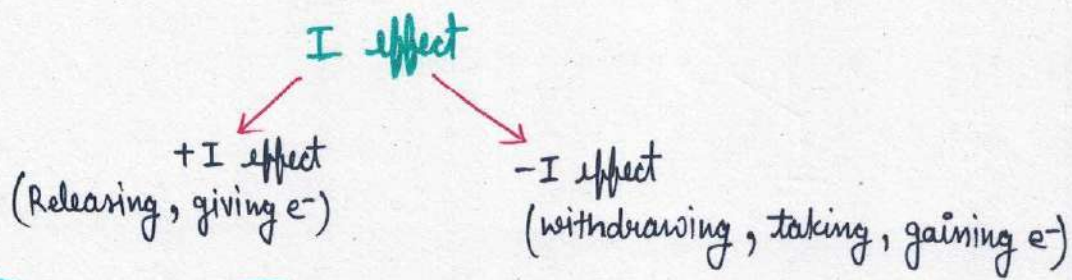 I effect
+I effect
(Releasing, giving e⁻)
-I effect
(withdrawing, taking, gaining e⁻)